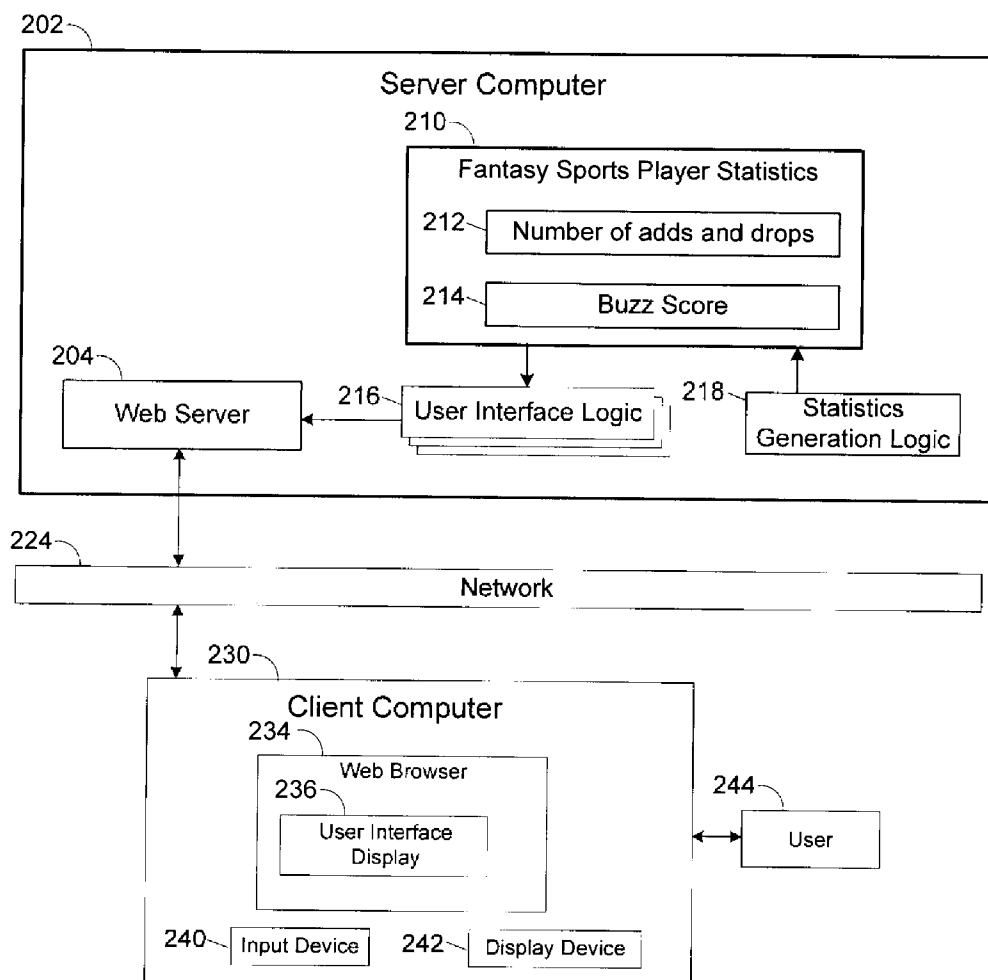 202
Server Computer
210
Fantasy Sports Player Statistics
212
Number of adds and drops
214
Buzz Score
204
Web Server
216
User Interface Logic
218
Statistics
Generation Logic
224
Network
230
Client Computer
234
Web Browser
236
User Interface
Display
244
User
240
Input Device
242
Display Device